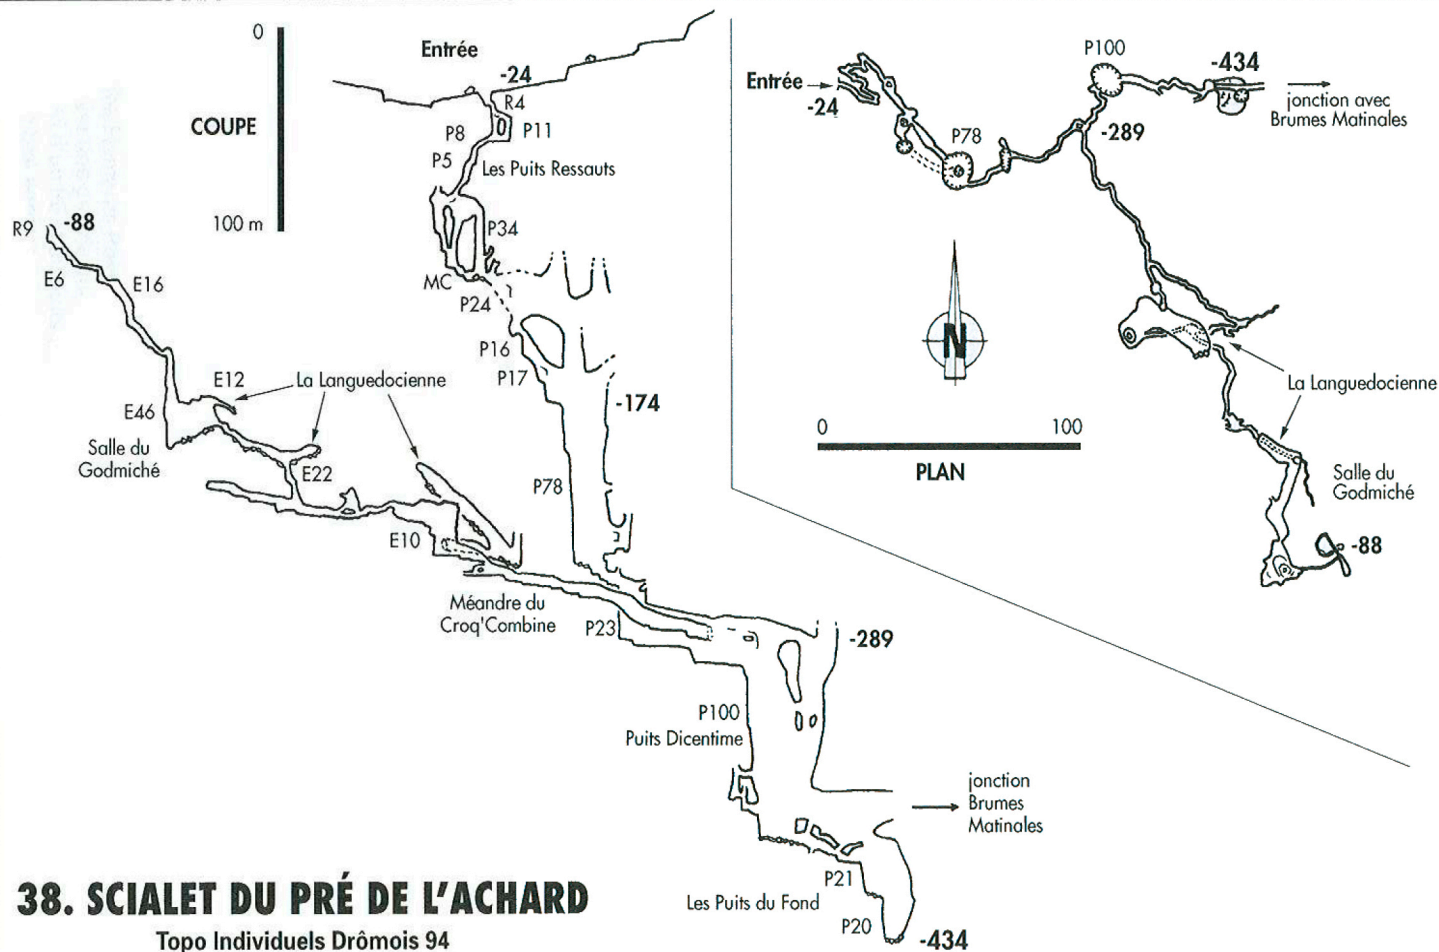 0
Entrée
-24
R4
COUPE
P8
P11
P5
Les Puits Ressauts
100 m
R9
-88
P34
E6
E16
MC
P24
P16
P17
E12
La Languedocienne
-174
E46
Salle du
Godmiché
E22
P78
E10
Méandre du
Croq'Combine
P23
-289
P100
Puits Dicentime
jonction
Brumes
Matinales
P21
Les Puits du Fond
P20
-434
P100
-434
Entrée
-24
jonction avec
Brumes Matinales
P78
-289
N
La Languedocienne
0
100
PLAN
Salle du
Godmiché
-88
38. SCIALET DU PRÉ DE L'ACHARD
Topo Individuels Drômois 94